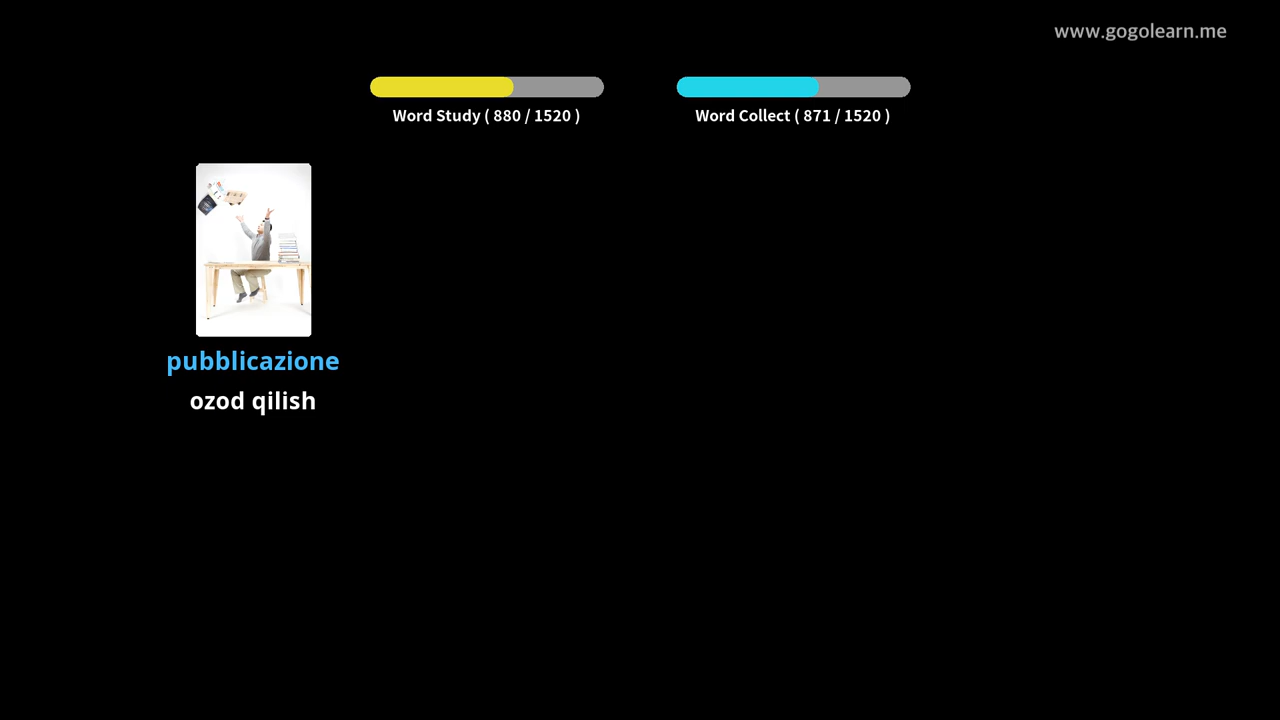 www.gogolearn.me
Word Study ( 880 / 1520 )
Word Collect ( 871 / 1520 )
pubblicazione
ozod qilish